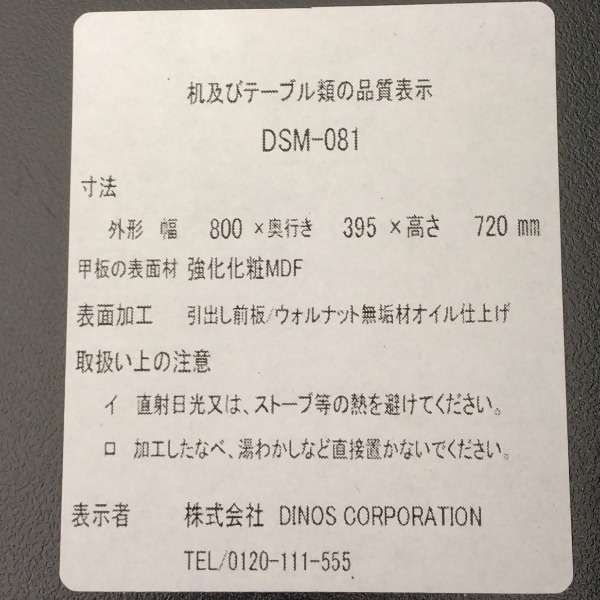 机及びテーブル類の品質表示
DSM-081
寸法
外形 幅 800 × 奥行き 395 × 高さ 720 mm
甲板の表面材 強化化粧MDF
表面加工 引出し前板/ウォルナット無垢材オイル仕上げ
取扱い上の注意
イ 直射日光又は、ストーブ等の熱を避けてください。
ロ 加工したなべ、湯わかしなど直接置かないでください。
表示者 株式会社 DINOS CORPORATION
TEL/0120-111-555